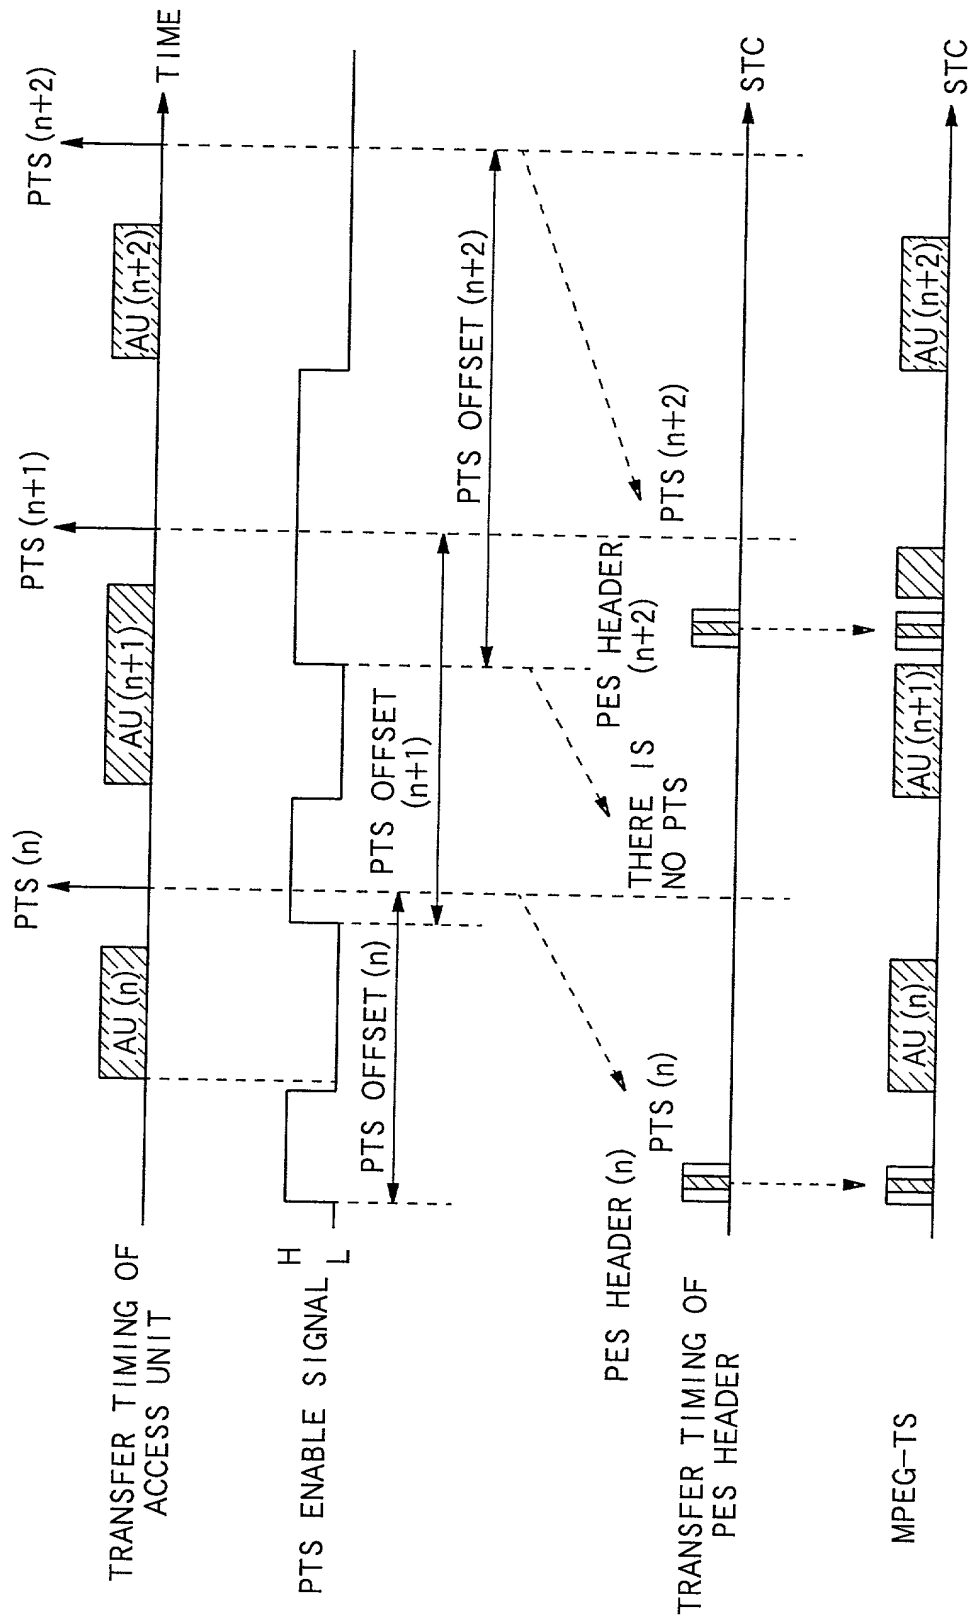 PTS (n)
PTS (n+1)
PTS (n+2)
TRANSFER TIMING OF
ACCESS UNIT
AU (n)
AU (n+1)
AU (n+2)
TIME
PTS ENABLE SIGNAL
H
L
PTS OFFSET (n)
PTS OFFSET
(n+1)
PTS OFFSET (n+2)
PES HEADER (n)
PTS (n)
THERE IS
NO PTS
PES HEADER
(n+2)
PTS (n+2)
TRANSFER TIMING OF
PES HEADER
STC
MPEG-TS
AU (n)
AU (n+1)
AU (n+2)
STC